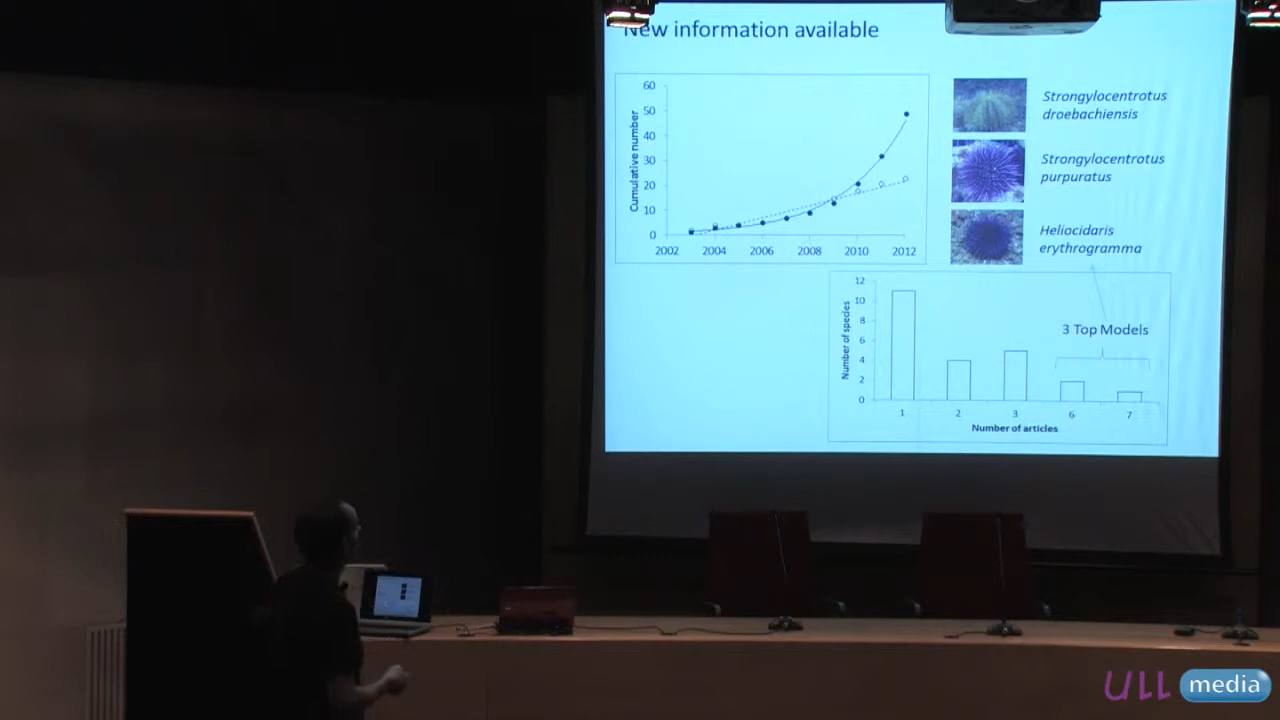 New information available
60
50
40
30
20
10
0
Cumulative number
2002 2004 2006 2008 2010 2012
Strongylocentrotus
droebachiensis
Strongylocentrotus
purpuratus
Heliocidaris
erythrogramma
12
10
8
6
4
2
0
Number of species
3 Top Models
1 2 3 6 7
Number of articles
ULL media